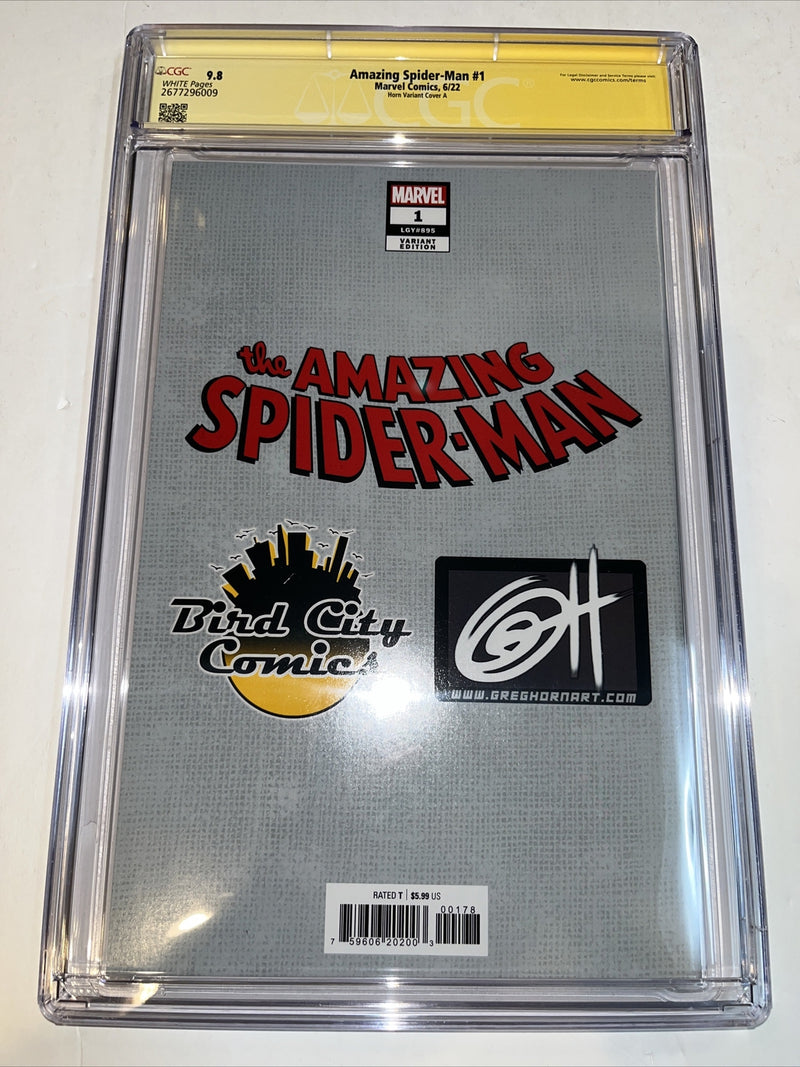 CGC 9.8
WHITE Pages
2677296009
Amazing Spider-Man #1
Marvel Comics, 6/22
Horn Variant Cover A
For Legal Disclaimer and Service Terms please visit:
www.cgccomics.com/terms
CGC
MARVEL
1
LGY#895
VARIANT
EDITION
the AMAZING
SPIDER-MAN
Bird City
Comics
GH
WWW.GREGHORNART.COM
RATED T | $5.99 US
00178
7 59606 20200 3